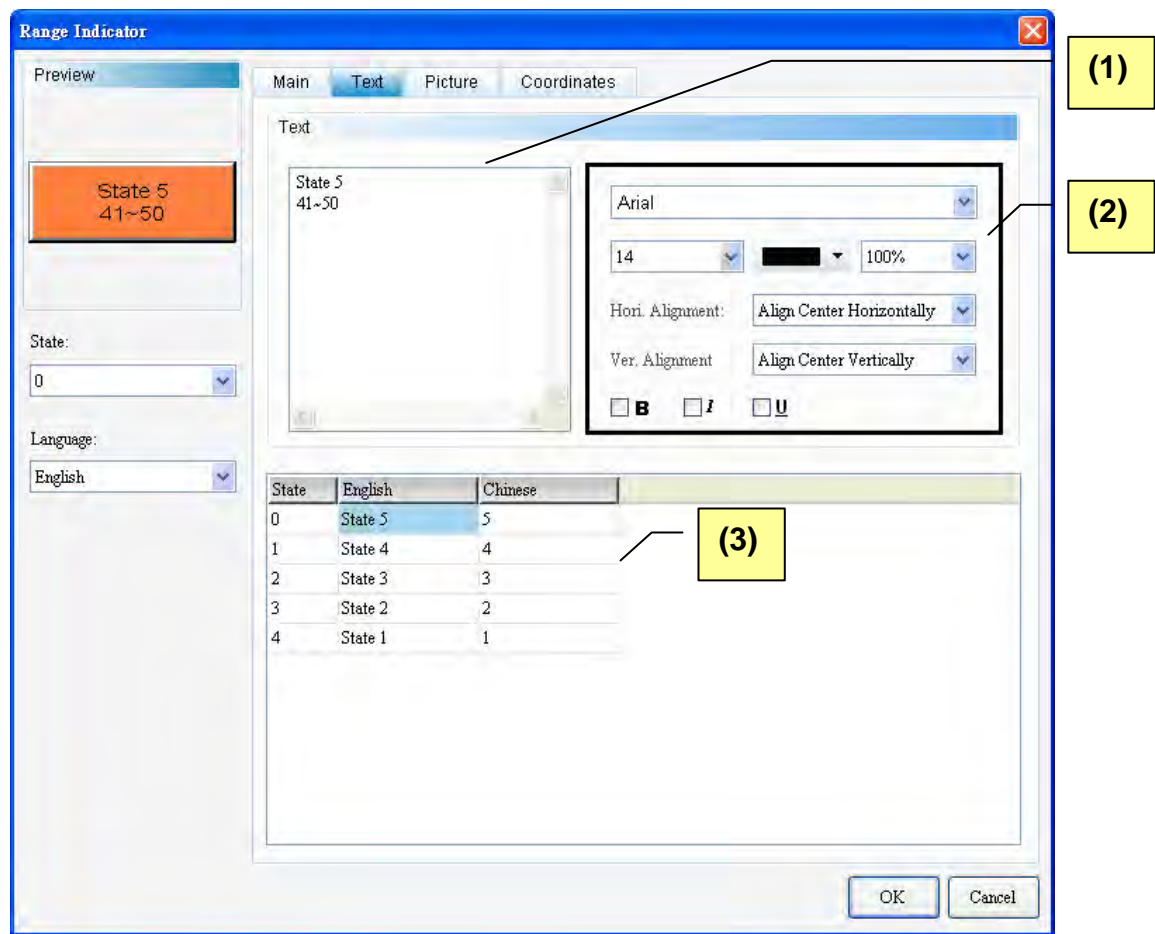 Range Indicator
Preview
State 5
41~50
State:
0
Language:
English
Main Text Picture Coordinates
Text
State 5
41~50
Arial
14 100%
Hori. Alignment: Align Center Horizontally
Ver. Alignment Align Center Vertically
B I U
State English Chinese
0 State 5 5
1 State 4 4
2 State 3 3
3 State 2 2
4 State 1 1
OK Cancel
(1)
(2)
(3)